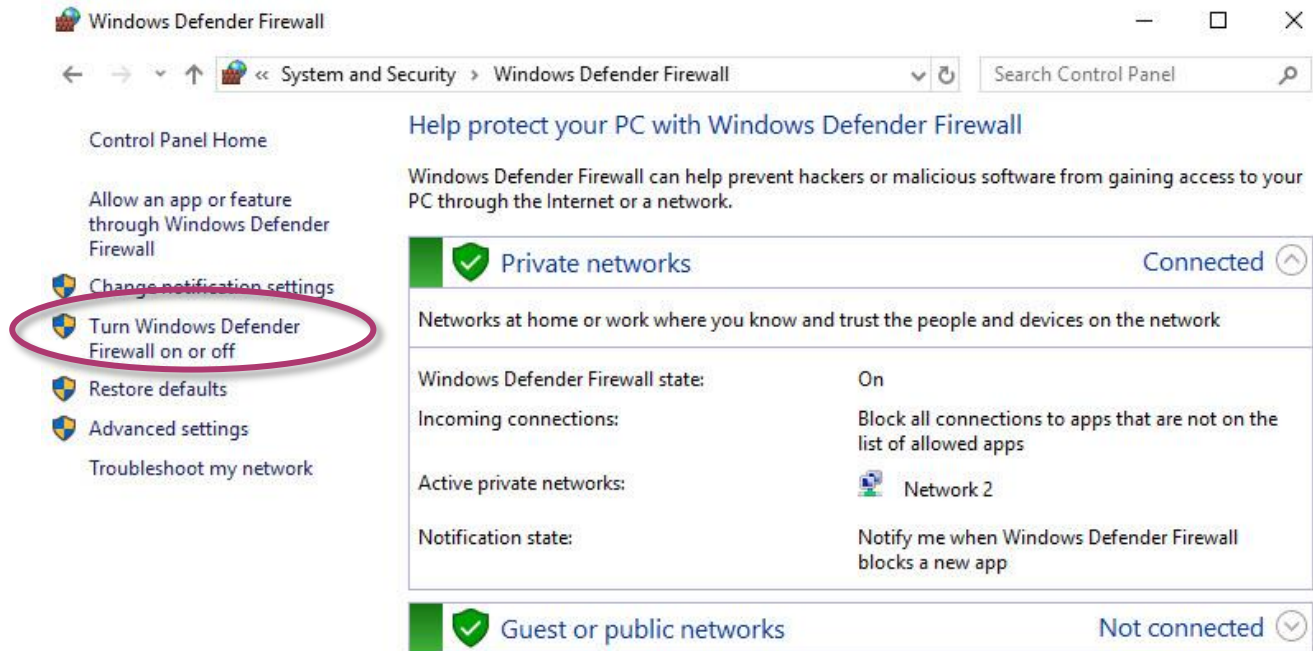 Windows Defender Firewall
« System and Security › Windows Defender Firewall
Search Control Panel
Control Panel Home
Allow an app or feature
through Windows Defender
Firewall
Change notification settings
Turn Windows Defender
Firewall on or off
Restore defaults
Advanced settings
Troubleshoot my network
Help protect your PC with Windows Defender Firewall
Windows Defender Firewall can help prevent hackers or malicious software from gaining access to your
PC through the Internet or a network.
Private networks Connected
Networks at home or work where you know and trust the people and devices on the network
Windows Defender Firewall state: On
Incoming connections: Block all connections to apps that are not on the
list of allowed apps
Active private networks: Network 2
Notification state: Notify me when Windows Defender Firewall
blocks a new app
Guest or public networks Not connected